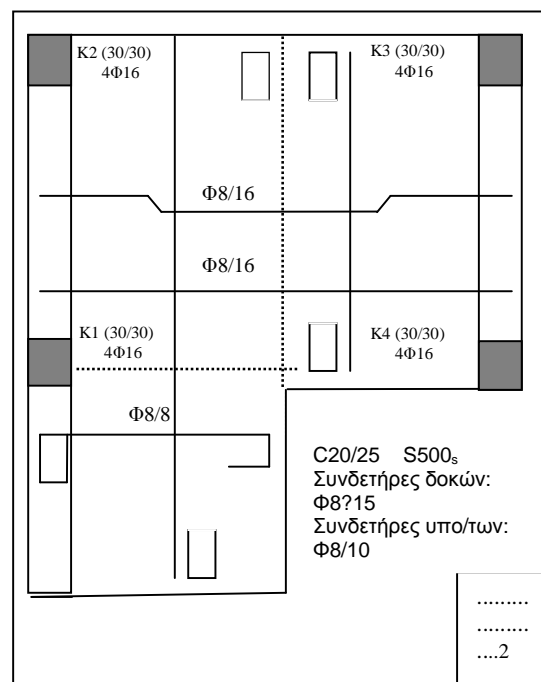 K2 (30/30)
4Φ16
K3 (30/30)
4Φ16
Φ8/16
Φ8/16
K1 (30/30)
4Φ16
K4 (30/30)
4Φ16
Φ8/8
C20/25 S500s
Συνδετήρες δοκών:
Φ8?15
Συνδετήρες υπο/των:
Φ8/10
.........
.........
....2